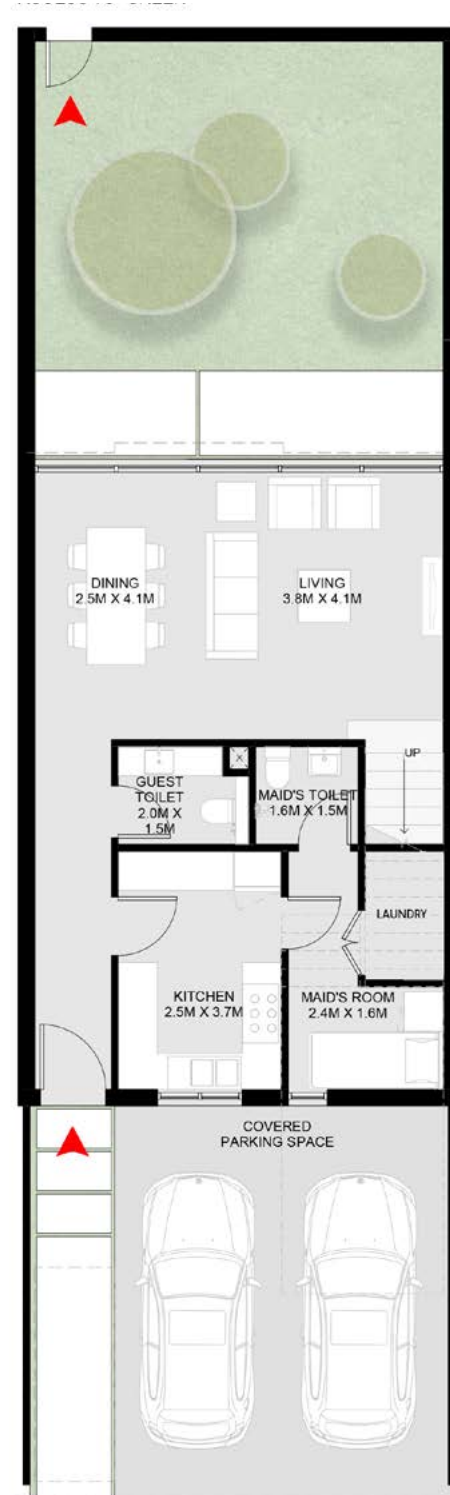 DINING
2.5M X 4.1M
LIVING
3.8M X 4.1M
UP
GUEST
TOILET
2.0M X
1.5M
X
MAID'S TOILET
1.6M X 1.5M
LAUNDRY
KITCHEN
2.5M X 3.7M
MAID'S ROOM
2.4M X 1.6M
COVERED
PARKING SPACE